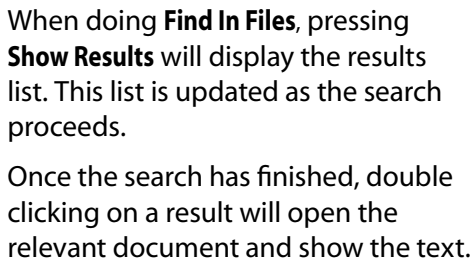 When doing Find In Files, pressing
Show Results will display the results
list. This list is updated as the search
proceeds.
Once the search has finished, double
clicking on a result will open the
relevant document and show the text.